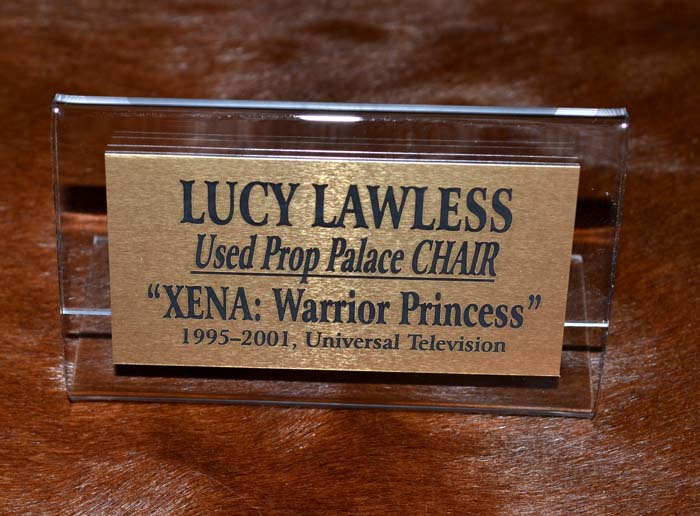 LUCY LAWLESS
Used Prop Palace CHAIR
“XENA: Warrior Princess”
1995–2001, Universal Television